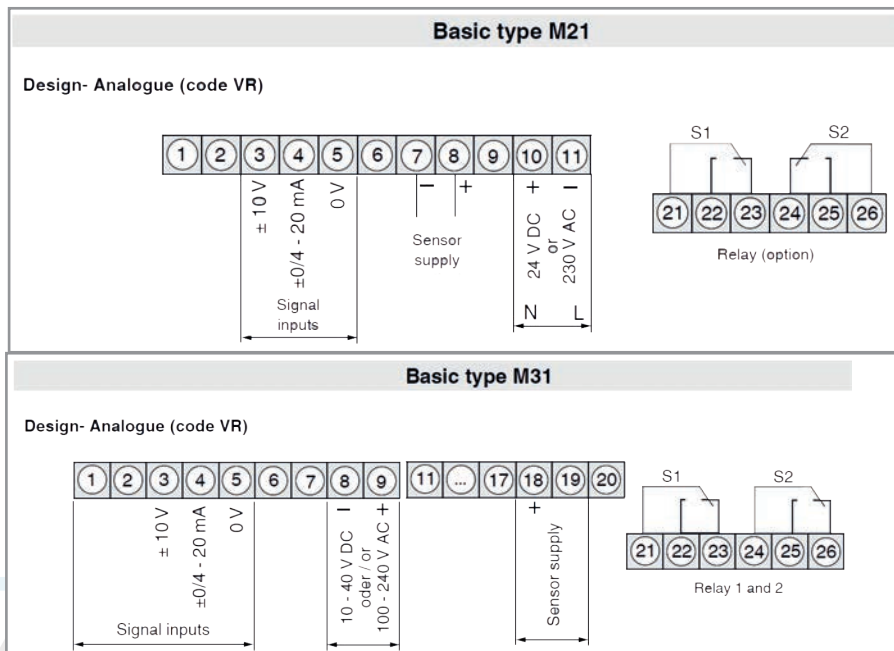 Basic type M21
Design- Analogue (code VR)
1 2 3 4 5 6 7 8 9 10 11
± 10 V
±0/4 - 20 mA
0 V
Signal
inputs
− +
Sensor
supply
+ −
24 V DC
or
230 V AC
N L
S1 S2
21 22 23 24 25 26
Relay (option)
Basic type M31
Design- Analogue (code VR)
1 2 3 4 5 6 7 8 9 11 ... 17 18 19 20
± 10 V
±0/4 - 20 mA
0 V
Signal inputs
− +
10 - 40 V DC
oder / or
100 - 240 V AC
+
Sensor supply
S1 S2
21 22 23 24 25 26
Relay 1 and 2